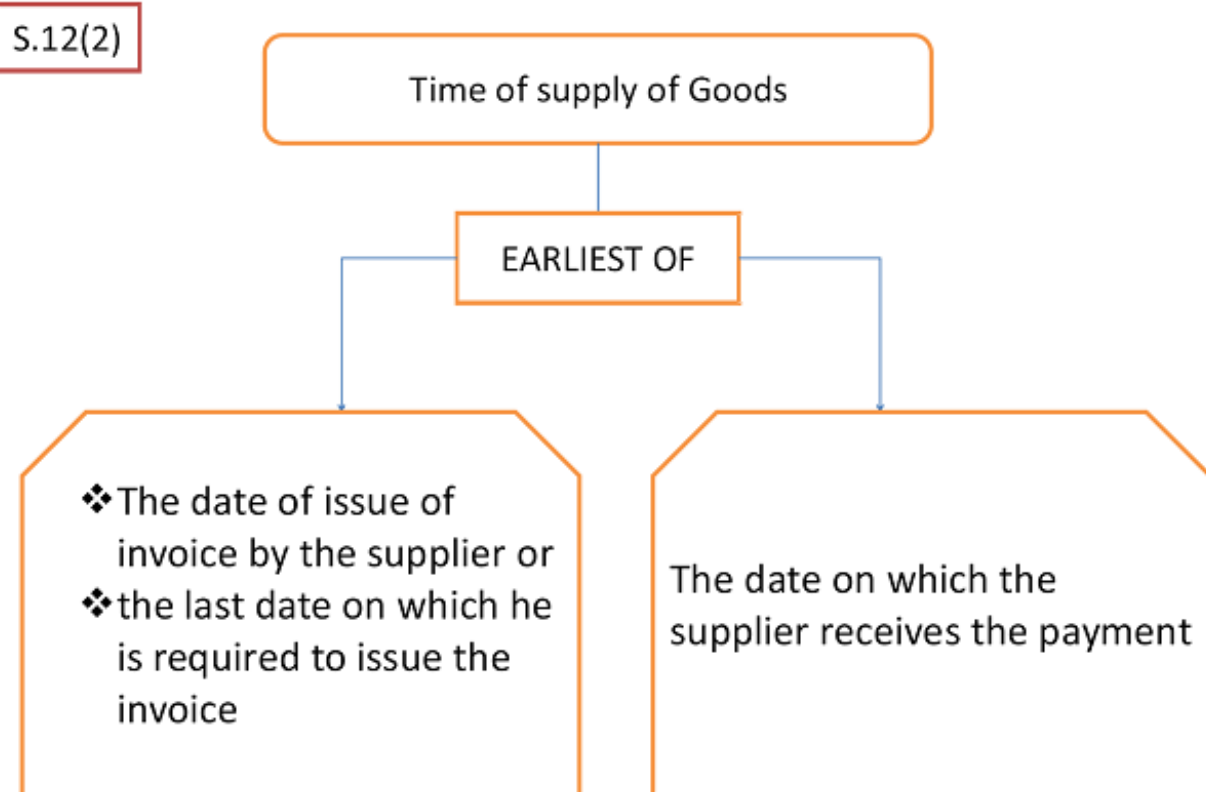 S.12(2)
Time of supply of Goods
EARLIEST OF
❖The date of issue of
invoice by the supplier or
❖the last date on which he
is required to issue the
invoice
The date on which the
supplier receives the payment